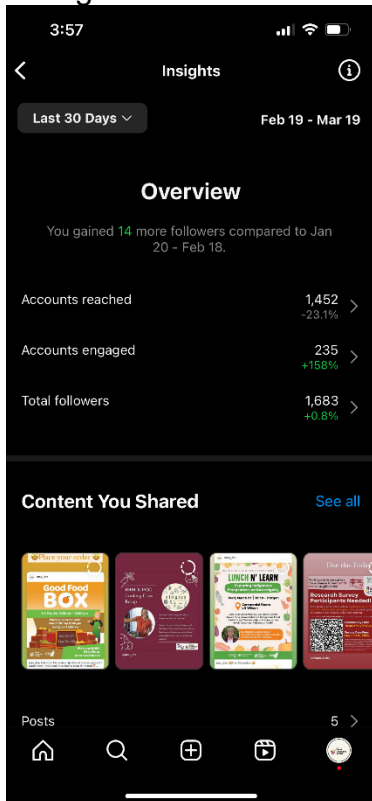 3:57
Insights
Last 30 Days
Feb 19 - Mar 19
Overview
You gained 14 more followers compared to Jan
20 - Feb 18.
Accounts reached
1,452
-23.1%
Accounts engaged
235
+158%
Total followers
1,683
+0.8%
Content You Shared
See all
Place your order
Good Food
BOX
LUNCH N' LEARN
Due this Friday
Research Survey
Participants Needed!
Posts
5